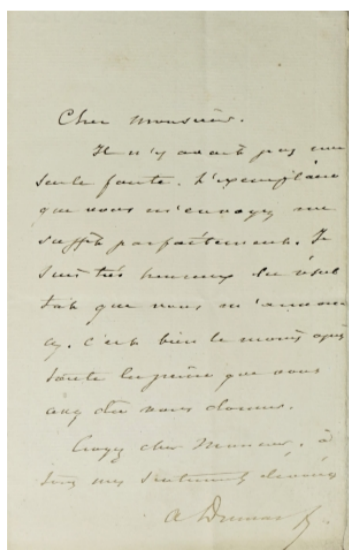 Cher Monsieur.
Il n'y avait pas une
seule faute. L'exemplaire
que vous m'envoyez me
suffit parfaitement. Je
suis très heureux du résul
tat que vous m'annon
cez. C'est bien le moins après
toute la peine que vous
avez dû vous donner.
Croyez cher Monsieur, à
tous mes sentiments dévoués
A Dumas f.